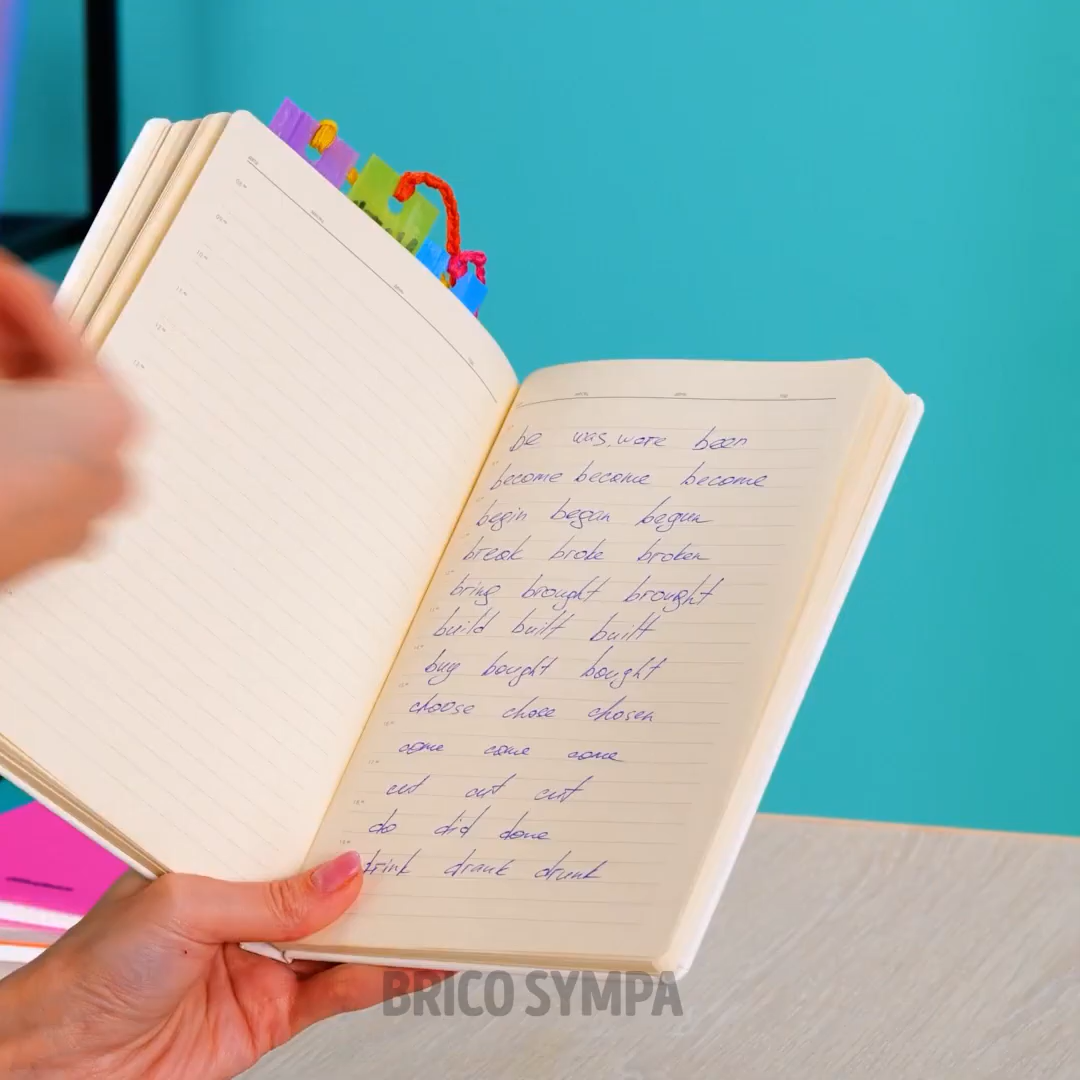 be was, were been
become became become
begin began begun
break broke broken
bring brought brought
build built built
buy bought bought
choose chose chosen
come came come
cut cut cut
do did done
drink drank drunk
BRICO SYMPA